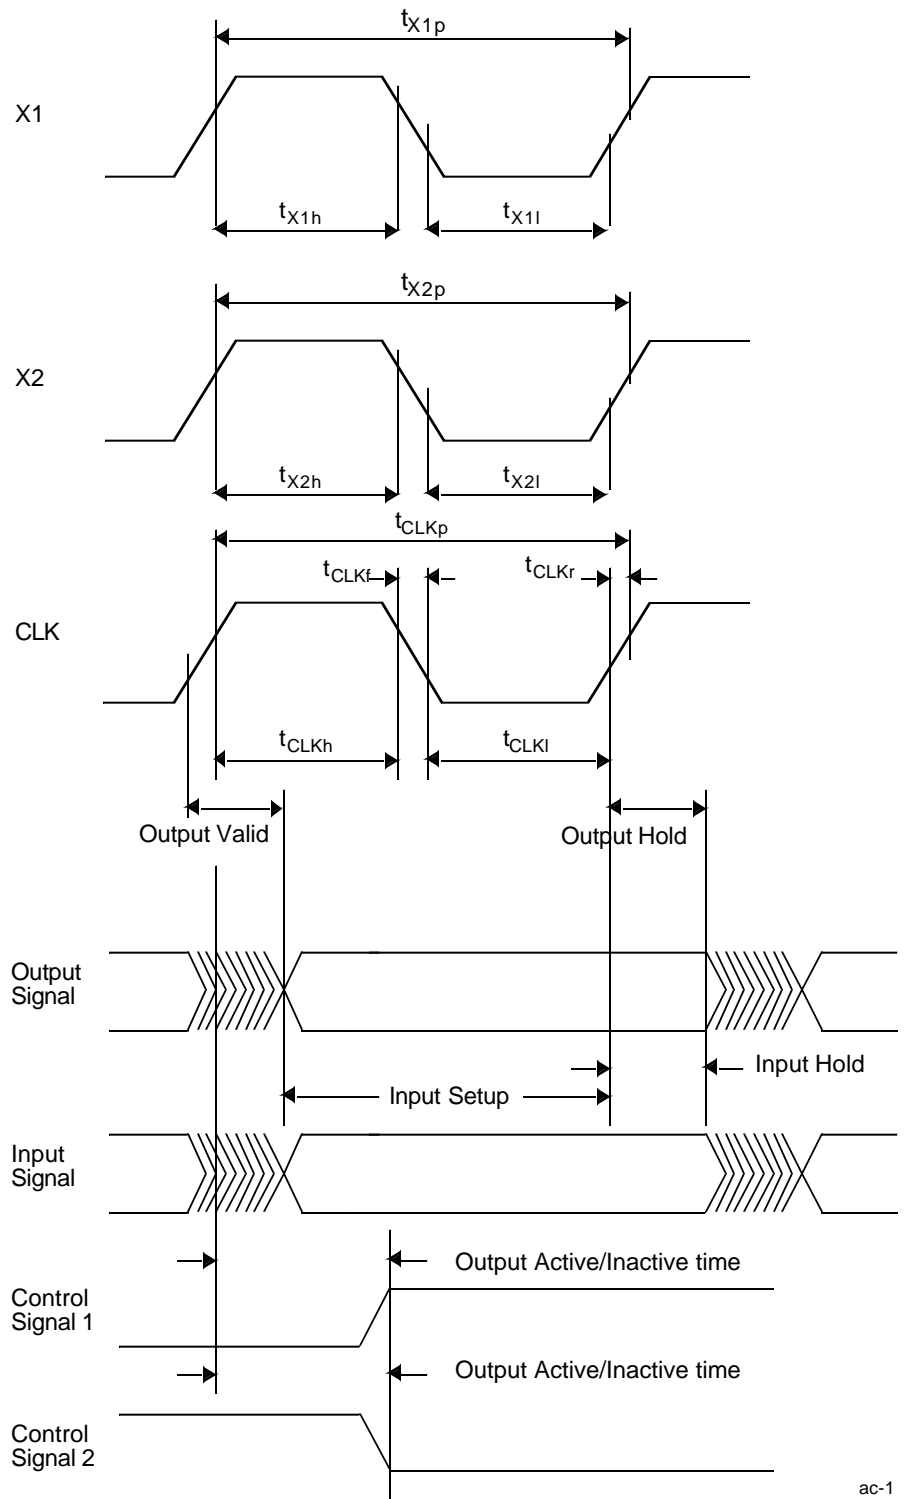 tX1p
X1
tX1h
tX1l
tX2p
X2
tX2h
tX2l
tCLKp
tCLKf
tCLKr
CLK
tCLKh
tCLKl
Output Valid
Output Hold
Output
Signal
Input Hold
Input Setup
Input
Signal
Output Active/Inactive time
Control
Signal 1
Output Active/Inactive time
Control
Signal 2
ac-1